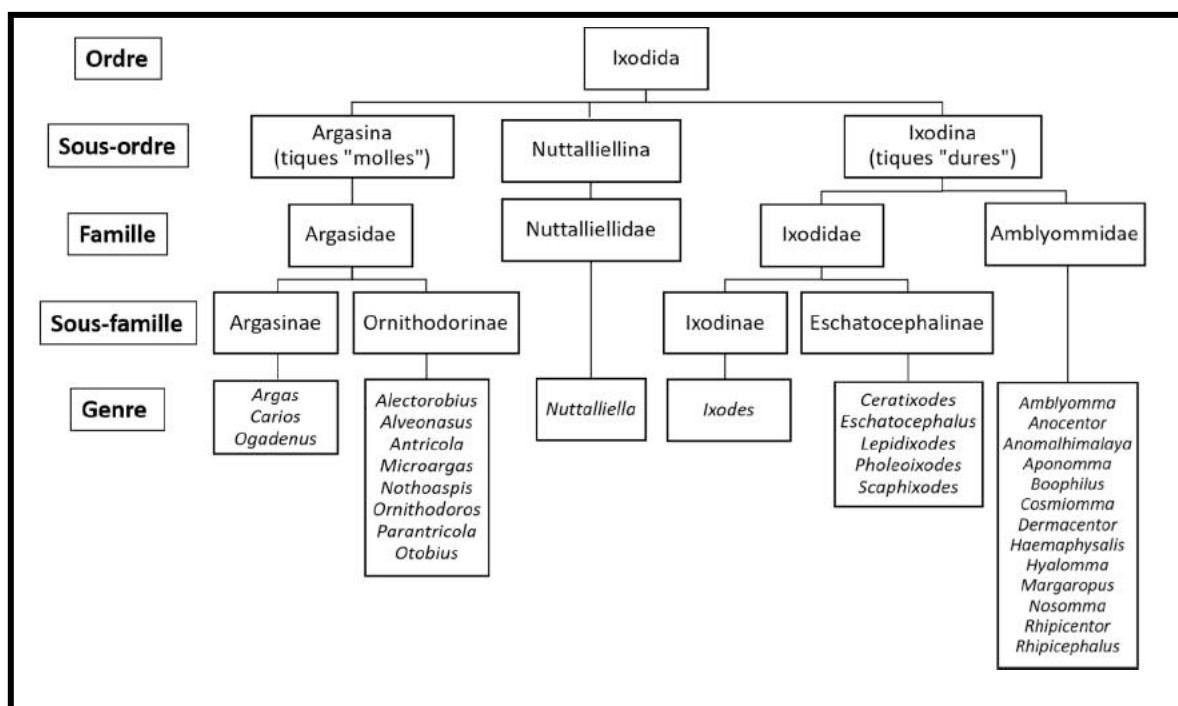 Ordre
Ixodida
Sous-ordre
Argasina
(tiques "molles")
Nuttalliellina
Ixodina
(tiques "dures")
Famille
Argasidae
Nuttalliellidae
Ixodidae
Amblyommidae
Sous-famille
Argasinae
Ornithodorinae
Ixodinae
Eschatocephalinae
Genre
Argas
Carios
Ogadenus
Alectorobius
Alveonasus
Antricola
Microargas
Nothoaspis
Ornithodoros
Parantricola
Otobius
Nuttalliella
Ixodes
Ceratixodes
Eschatocephalus
Lepidixodes
Pholeoixodes
Scaphixodes
Amblyomma
Anocentor
Anomalhimalaya
Aponomma
Boophilus
Cosmiomma
Dermacentor
Haemaphysalis
Hyalomma
Margaropus
Nosomma
Rhipicentor
Rhipicephalus